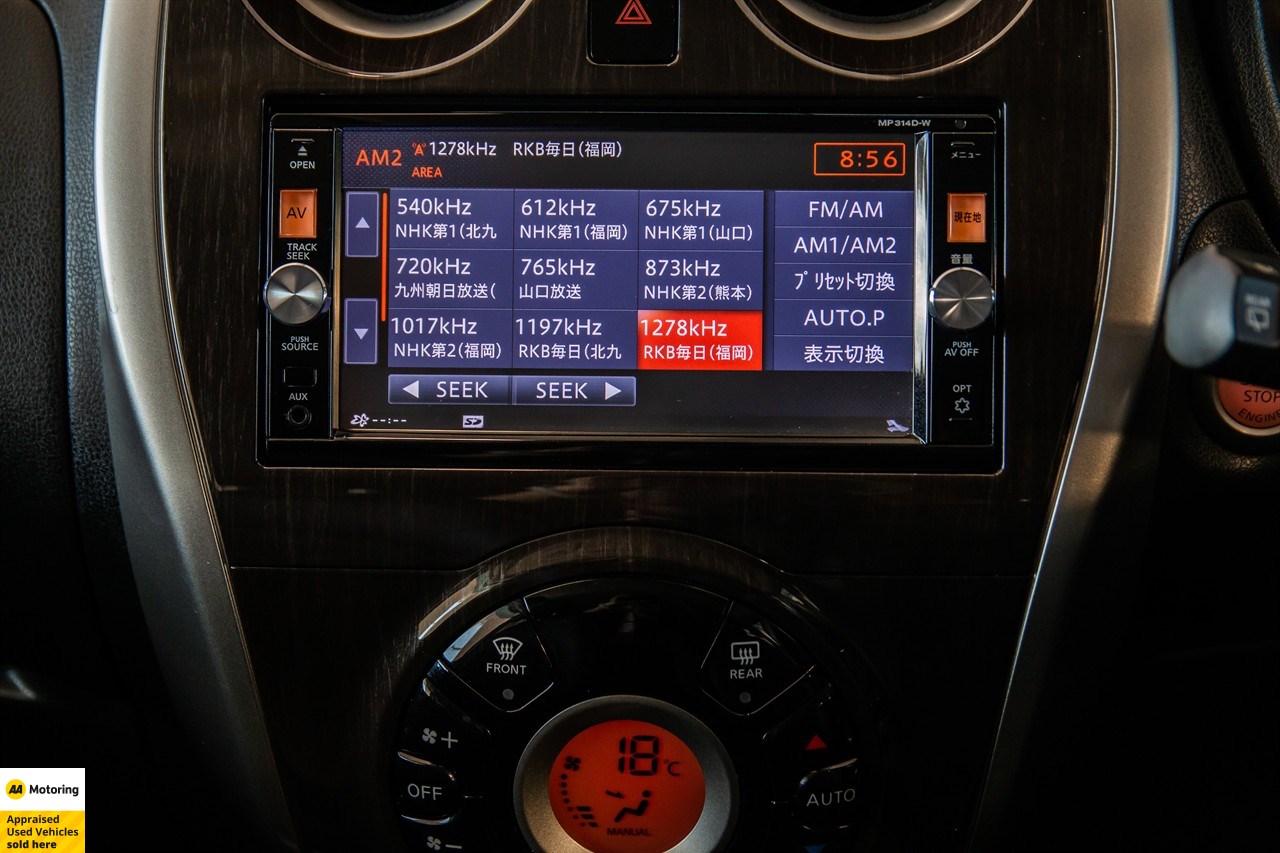 MP314D-W
OPEN
AV
TRACK
SEEK
PUSH
SOURCE
AUX
AM2 1278kHz RKB毎日(福岡)
AREA
8:56
540kHz
NHK第1(北九
612kHz
NHK第1(福岡)
675kHz
NHK第1(山口)
720kHz
九州朝日放送(
765kHz
山口放送
873kHz
NHK第2(熊本)
1017kHz
NHK第2(福岡)
1197kHz
RKB毎日(北九
1278kHz
RKB毎日(福岡)
FM/AM
AM1/AM2
プリセット切換
AUTO.P
表示切換
◀ SEEK
SEEK ▶
--:--
SD
メニュー
現在地
音量
PUSH
AV OFF
OPT
REAR
STOP
ENGINE
FRONT
REAR
+
OFF
−
18℃
MANUAL
AUTO
AA Motoring
Appraised
Used Vehicles
sold here